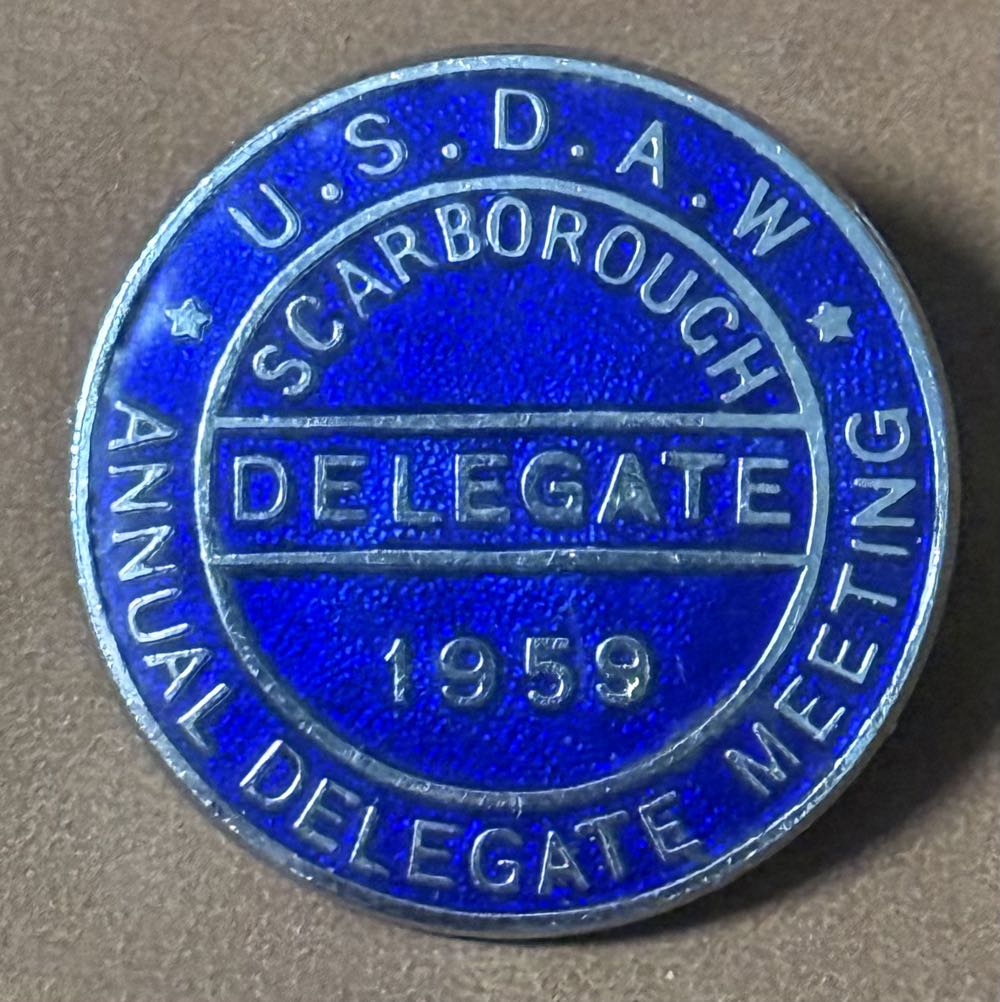 U.S.D.A.W
SCARBOROUGH
DELEGATE
1959
ANNUAL DELEGATE MEETING